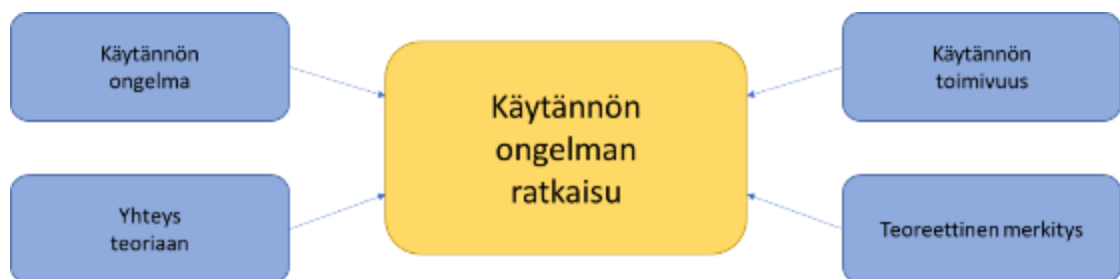 Käytännön
ongelma
Yhteys
teoriaan
Käytännön
ongelman
ratkaisu
Käytännön
toimivuus
Teoreettinen merkitys